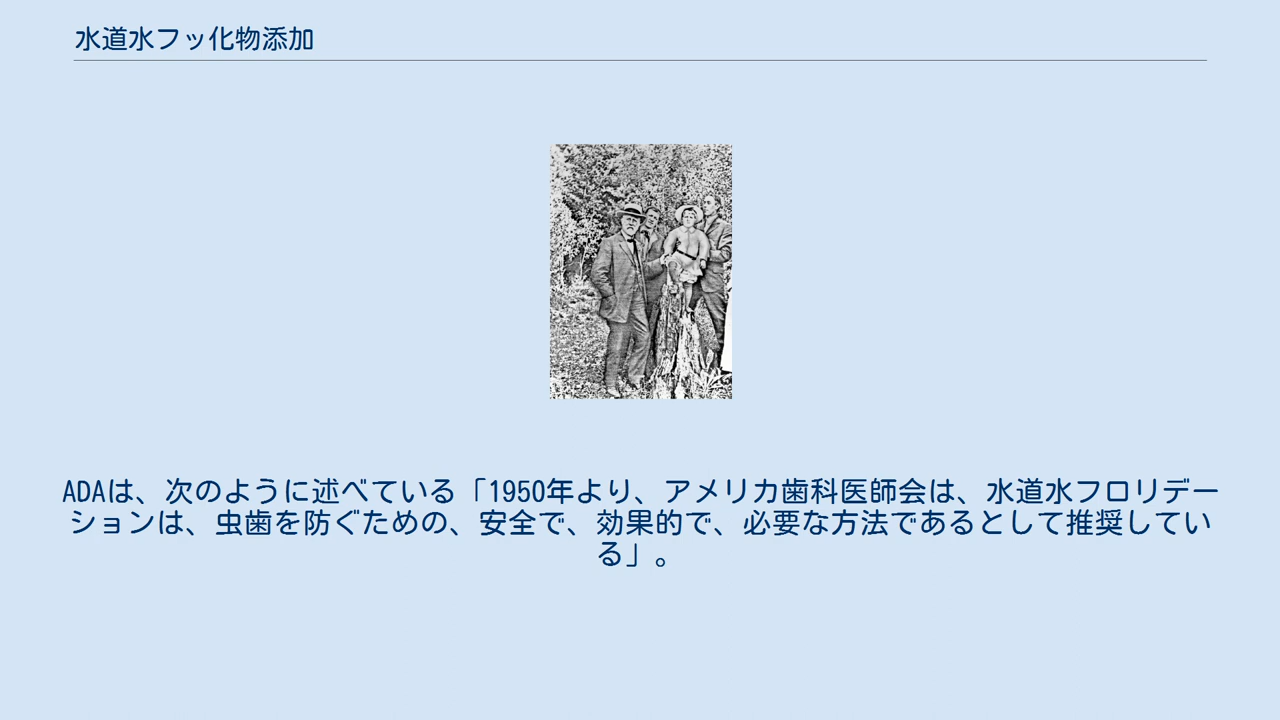 水道水フッ化物添加
ADAは、次のように述べている「1950年より、アメリカ歯科医師会は、水道水フロリデー
ションは、虫歯を防ぐための、安全で、効果的で、必要な方法であるとして推奨してい
る」。